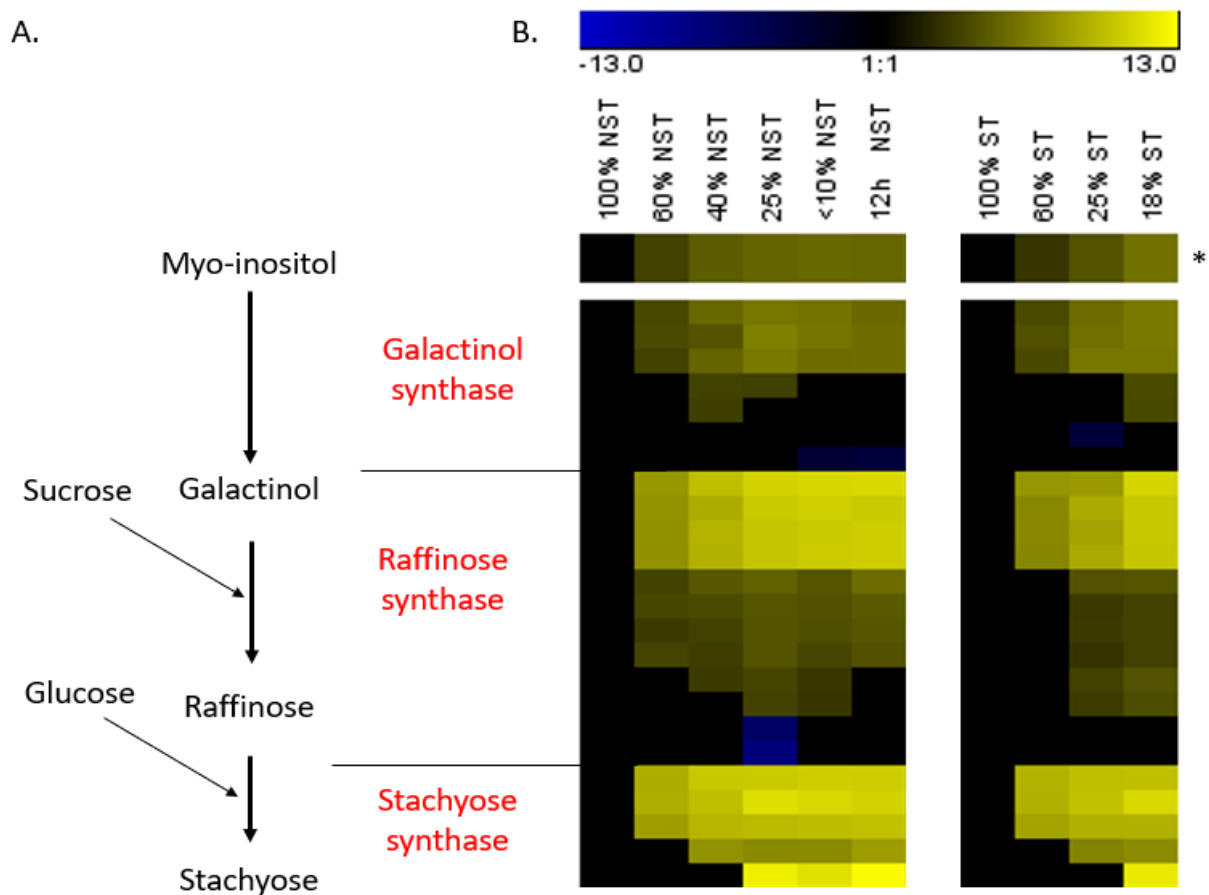 A.
B.
-13.0 1:1 13.0
100% NST
60% NST
40% NST
25% NST
<10% NST
12h NST
100% ST
60% ST
25% ST
18% ST
*
Myo-inositol
Galactinol
synthase
Sucrose
Galactinol
Raffinose
synthase
Glucose
Raffinose
Stachyose
synthase
Stachyose